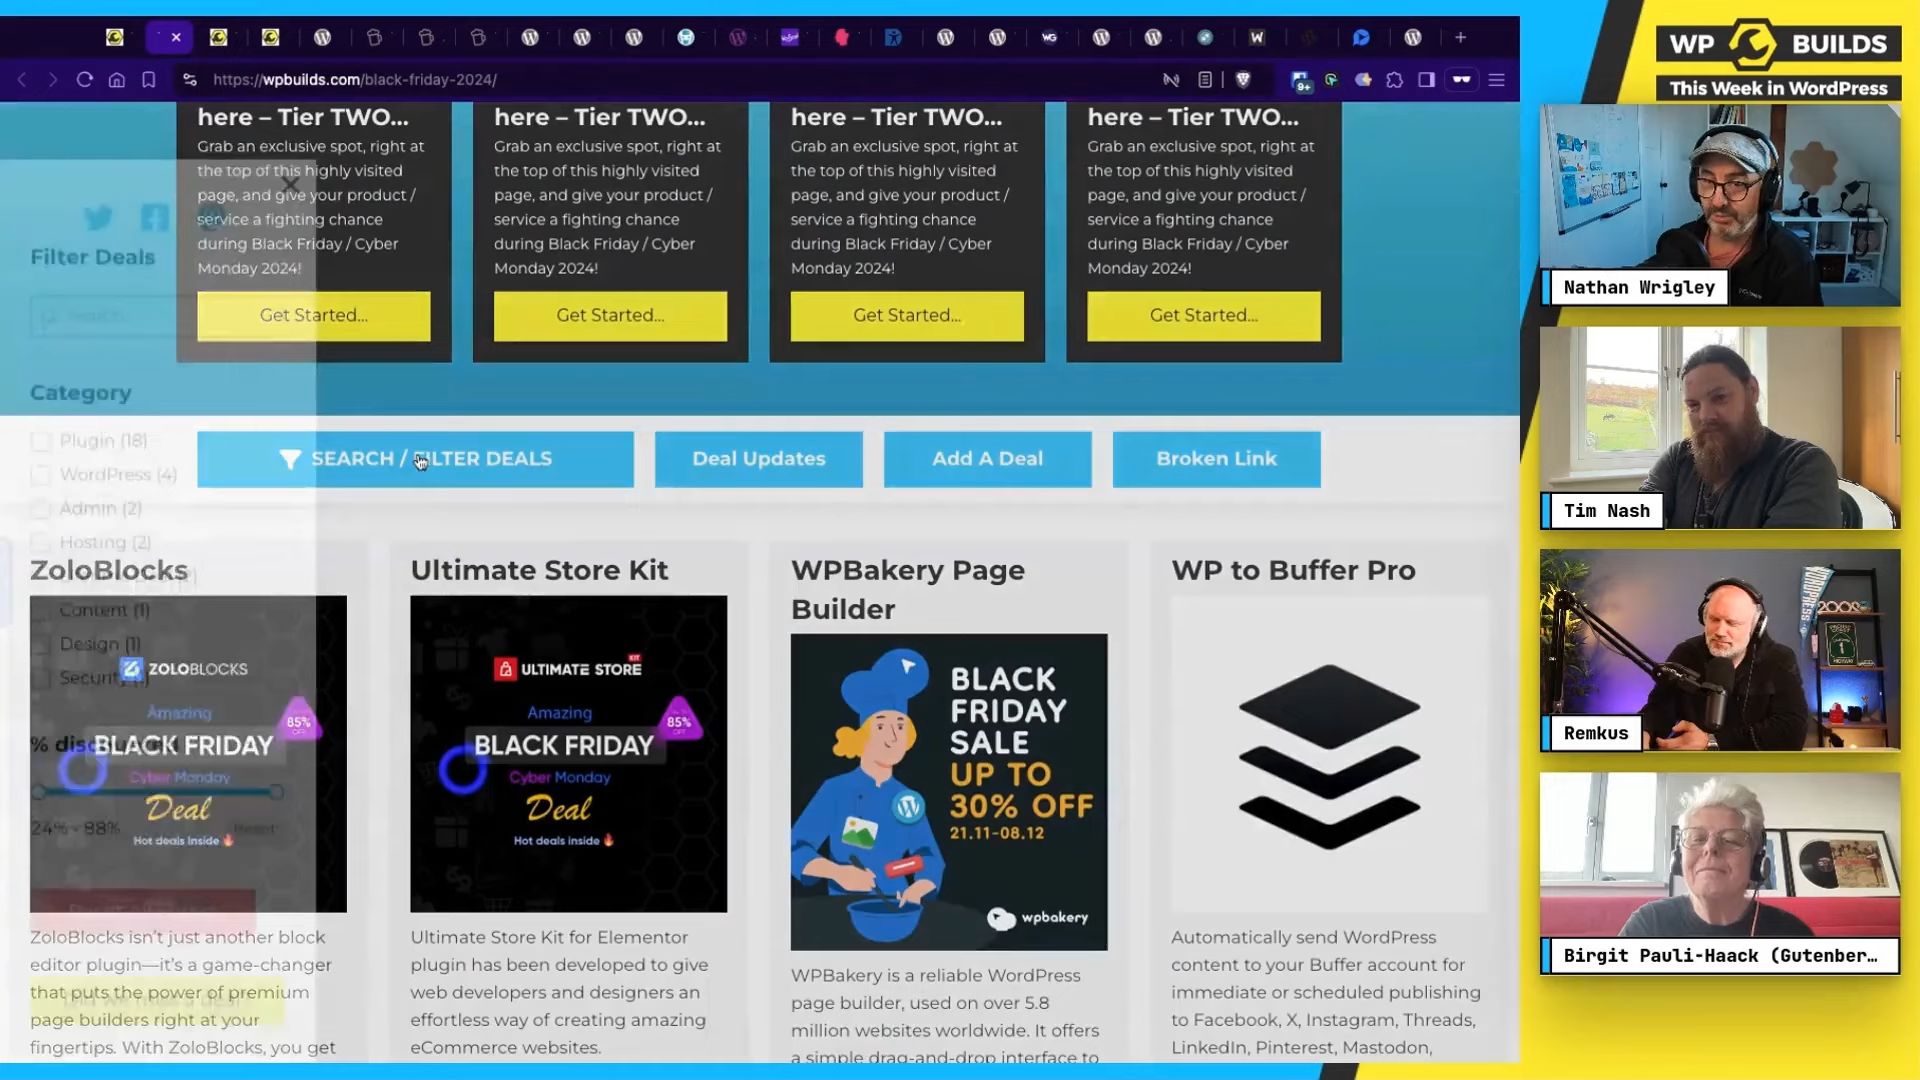 https://wpbuilds.com/black-friday-2024/
9+
WG
W
WP BUILDS
This Week in WordPress
here – Tier TWO...
Grab an exclusive spot, right at
the top of this highly visited
page, and give your product /
service a fighting chance
during Black Friday / Cyber
Monday 2024!
Get Started...
here – Tier TWO...
Grab an exclusive spot, right at
the top of this highly visited
page, and give your product /
service a fighting chance
during Black Friday / Cyber
Monday 2024!
Get Started...
here – Tier TWO...
Grab an exclusive spot, right at
the top of this highly visited
page, and give your product /
service a fighting chance
during Black Friday / Cyber
Monday 2024!
Get Started...
here – Tier TWO...
Grab an exclusive spot, right at
the top of this highly visited
page, and give your product /
service a fighting chance
during Black Friday / Cyber
Monday 2024!
Get Started...
Filter Deals
Category
Plugin (18)
WordPress (4)
Admin (2)
Hosting (2)
Content (1)
Design (1)
Security (1)
24% - 88%
Reset
SEARCH / FILTER DEALS
Deal Updates
Add A Deal
Broken Link
ZoloBlocks
ZOLOBLOCKS
Amazing
85%
BLACK FRIDAY
Cyber Monday
Deal
Hot deals inside
ZoloBlocks isn't just another block
editor plugin—it's a game-changer
that puts the power of premium
page builders right at your
fingertips. With ZoloBlocks, you get
Ultimate Store Kit
ULTIMATE STORE KIT
Amazing
85%
BLACK FRIDAY
Cyber Monday
Deal
Hot deals inside
Ultimate Store Kit for Elementor
plugin has been developed to give
web developers and designers an
effortless way of creating amazing
eCommerce websites.
WPBakery Page
Builder
BLACK
FRIDAY
SALE
UP TO
30% OFF
21.11-08.12
wpbakery
WPBakery is a reliable WordPress
page builder, used on over 5.8
million websites worldwide. It offers
a simple drag-and-drop interface to
WP to Buffer Pro
Automatically send WordPress
content to your Buffer account for
immediate or scheduled publishing
to Facebook, X, Instagram, Threads,
LinkedIn, Pinterest, Mastodon,
Nathan Wrigley
Tim Nash
WORDPRESS
Remkus
Birgit Pauli-Haack (Gutenber...